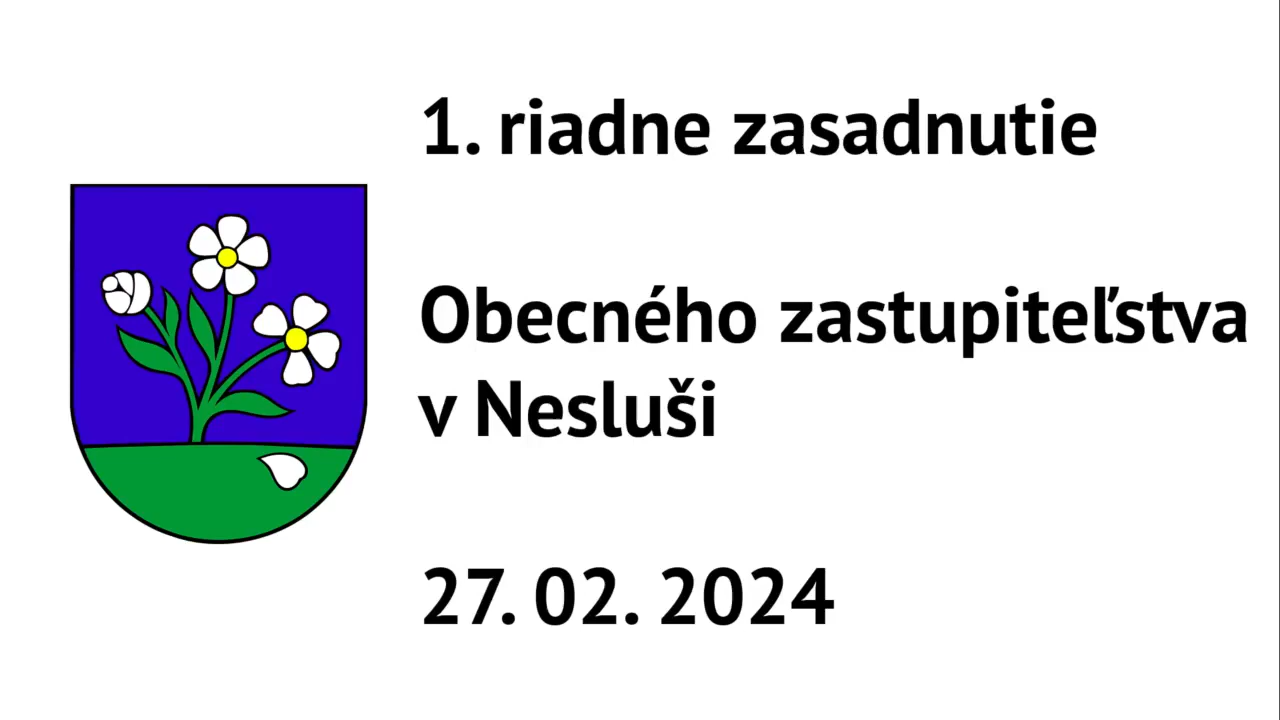 1. riadne zasadnutie
Obecného zastupiteľstva
v Nesluši
27. 02. 2024